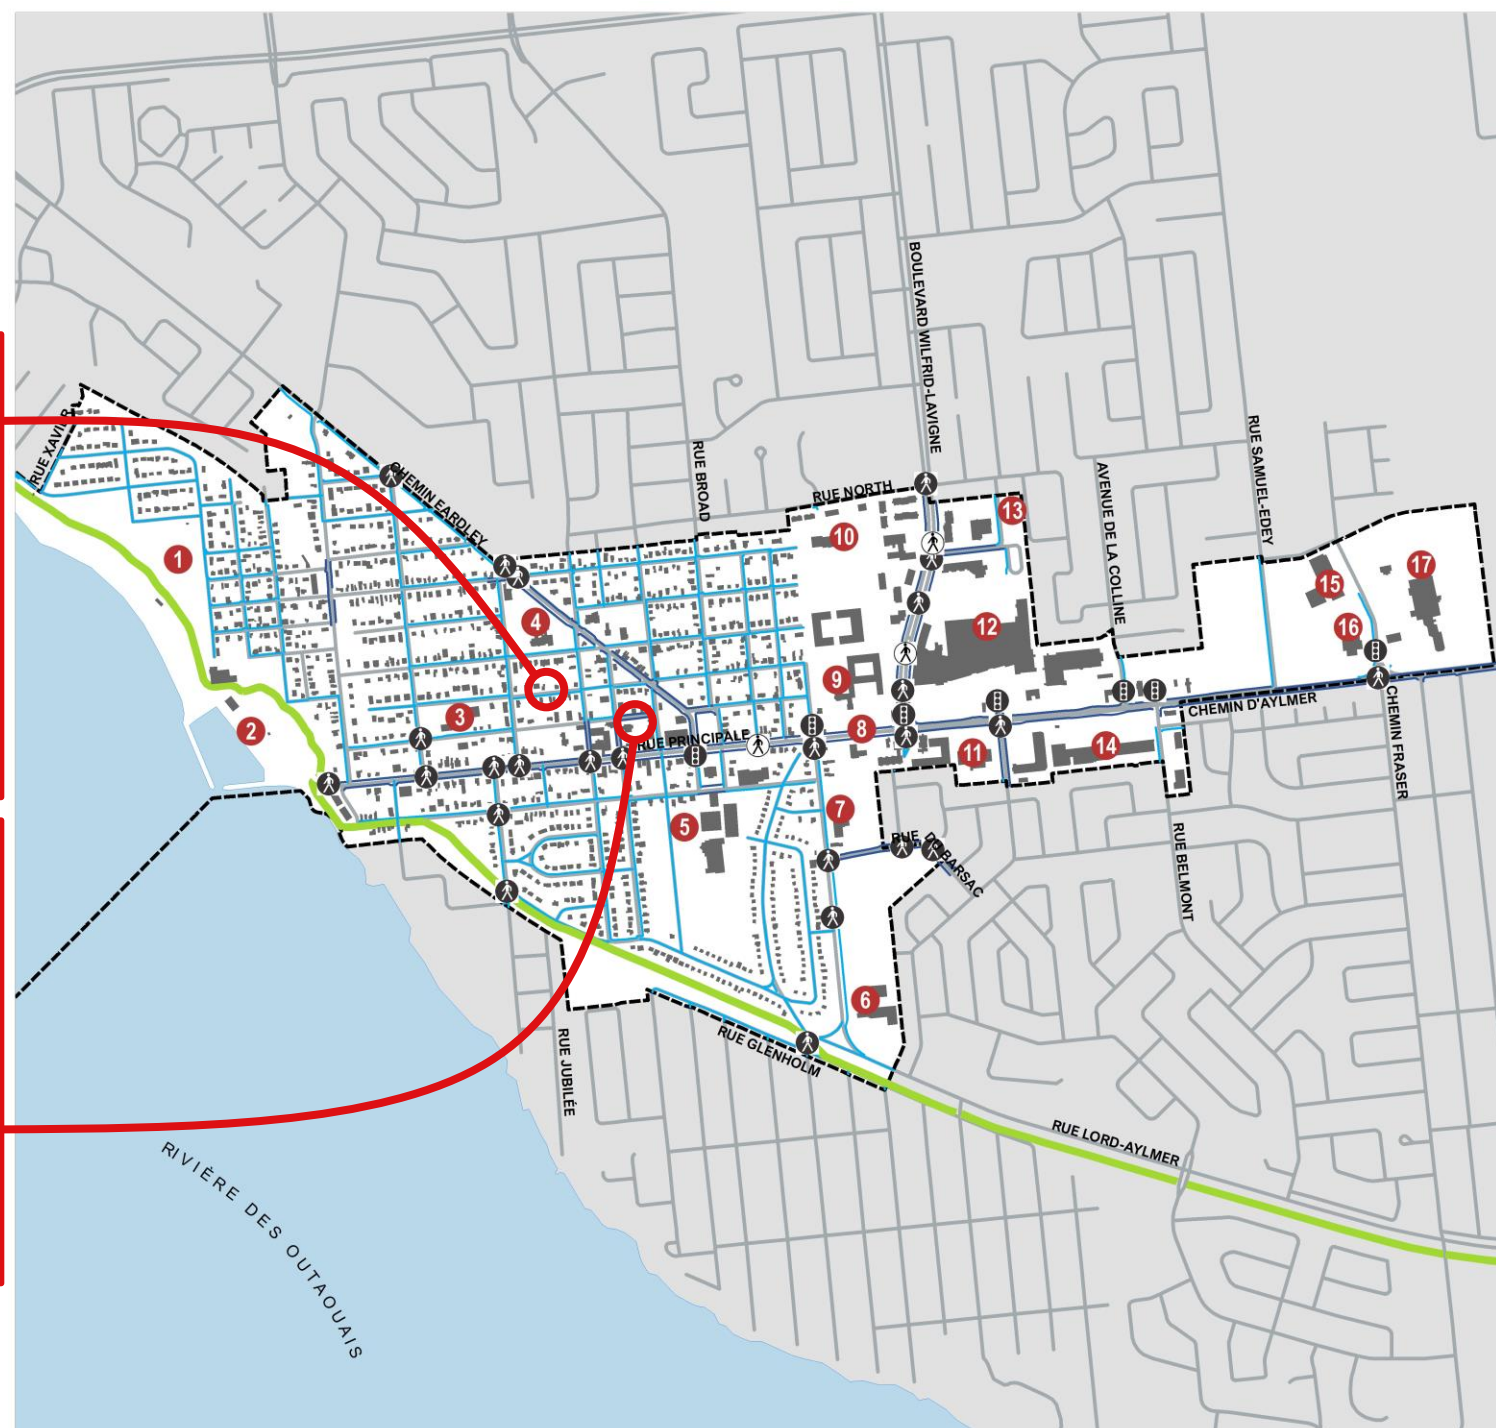 BOULEVARD WILFRID-LAVIGNE
RUE XAVIER
CHEMIN EARDLEY
RUE BROAD
RUE NORTH
AVENUE DE LA COLLINE
RUE SAMUEL-EDEY
13
10
1
15
17
4
12
16
9
3
2
8
RUE PRINCIPALE
11
14
CHEMIN D'AYLMER
CHEMIN FRASER
5
7
RUE DU BARSAC
RUE BELMONT
6
RUE GLENHOLM
RUE JUBILÉE
RUE LORD-AYLMER
RIVIÈRE DES OUTAOUAIS